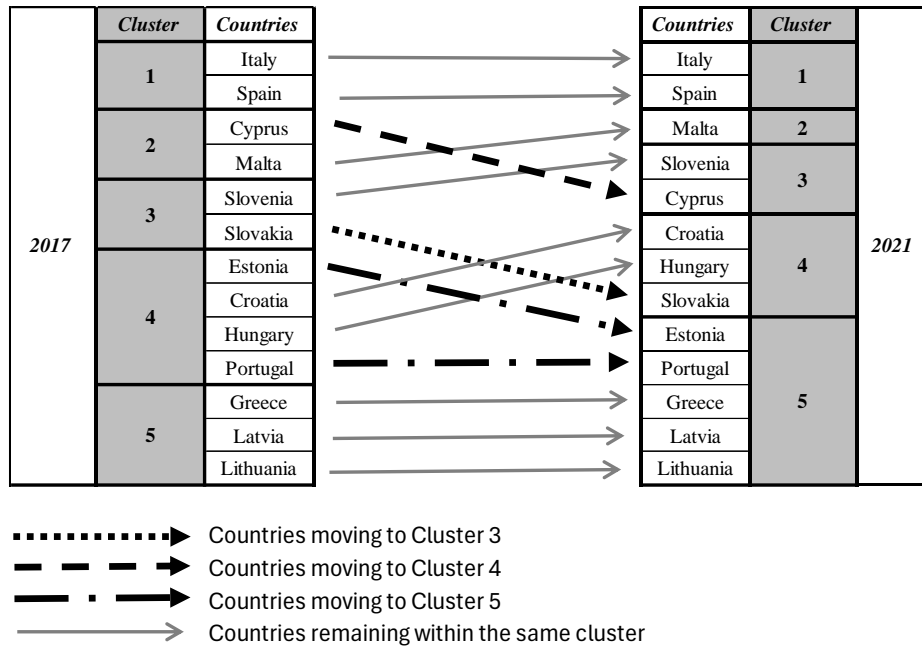 Cluster Countries Countries Cluster
1 Italy Italy 1
Spain Spain
2 Cyprus Malta 2
Malta Slovenia 3
3 Slovenia Cyprus
Slovakia Croatia 4
2017 4 Estonia Hungary 2021
Croatia Slovakia
Hungary Estonia 5
Portugal Portugal
5 Greece Greece
Latvia Latvia
Lithuania Lithuania
Countries moving to Cluster 3
Countries moving to Cluster 4
Countries moving to Cluster 5
Countries remaining within the same cluster